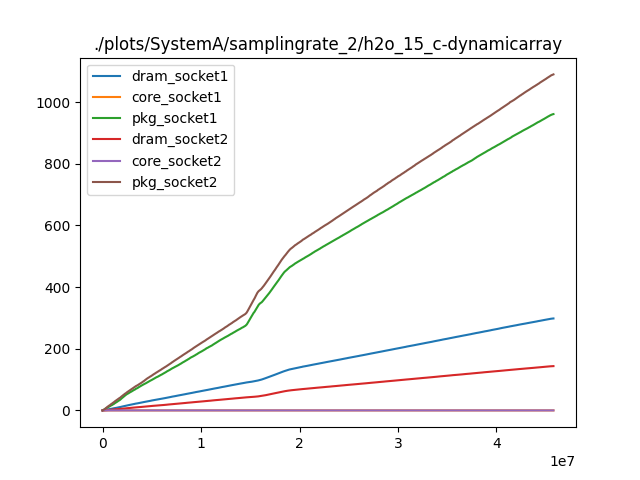 ./plots/SystemA/samplingrate_2/h2o_15_c-dynamicarray
dram_socket1
core_socket1
pkg_socket1
dram_socket2
core_socket2
pkg_socket2
1000
800
600
400
200
0
0 1 2 3 4
1e7